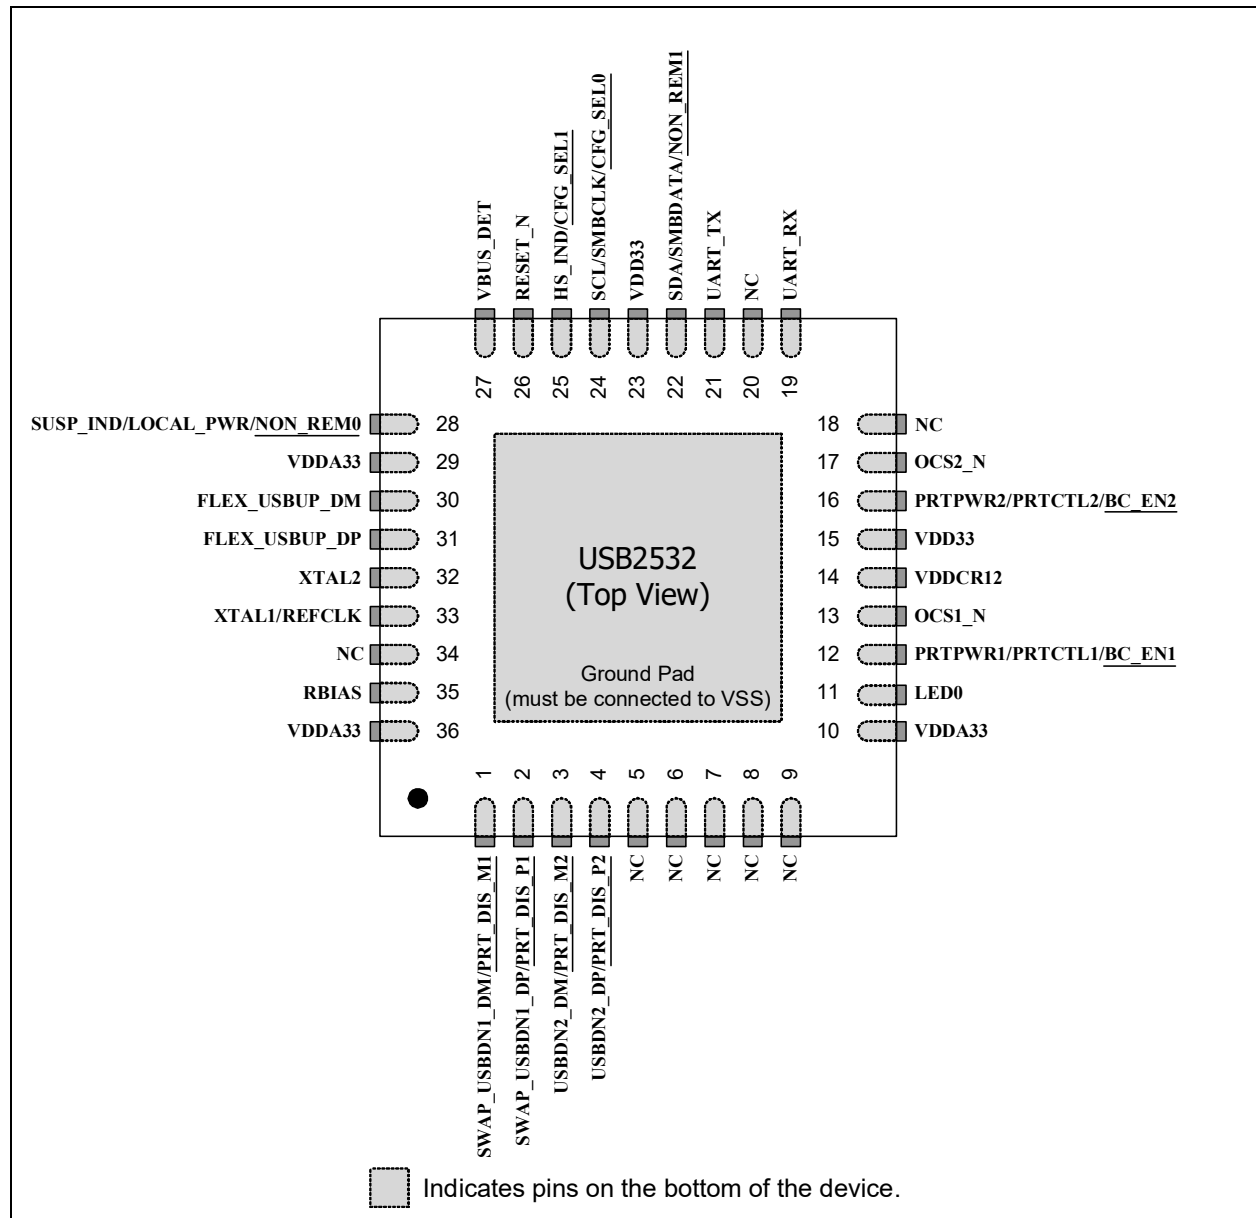 VBUS_DET
RESET_N
HS_IND/CFG_SEL1
SCL/SMBCLK/CFG_SEL0
VDD33
SDA/SMBDATA/NON_REM1
UART_TX
NC
UART_RX
27
26
25
24
23
22
21
20
19
SUSP_IND/LOCAL_PWR/NON_REM0
28
VDDA33
29
FLEX_USBUP_DM
30
FLEX_USBUP_DP
31
XTAL2
32
XTAL1/REFCLK
33
NC
34
RBIAS
35
VDDA33
36
USB2532
(Top View)
Ground Pad
(must be connected to VSS)
18
NC
17
OCS2_N
16
PRTPWR2/PRTCTL2/BC_EN2
15
VDD33
14
VDDCR12
13
OCS1_N
12
PRTPWR1/PRTCTL1/BC_EN1
11
LED0
10
VDDA33
1
2
3
4
5
6
7
8
9
SWAP_USBDN1_DM/PRT_DIS_M1
SWAP_USBDN1_DP/PRT_DIS_P1
USBDN2_DM/PRT_DIS_M2
USBDN2_DP/PRT_DIS_P2
NC
NC
NC
NC
NC
Indicates pins on the bottom of the device.